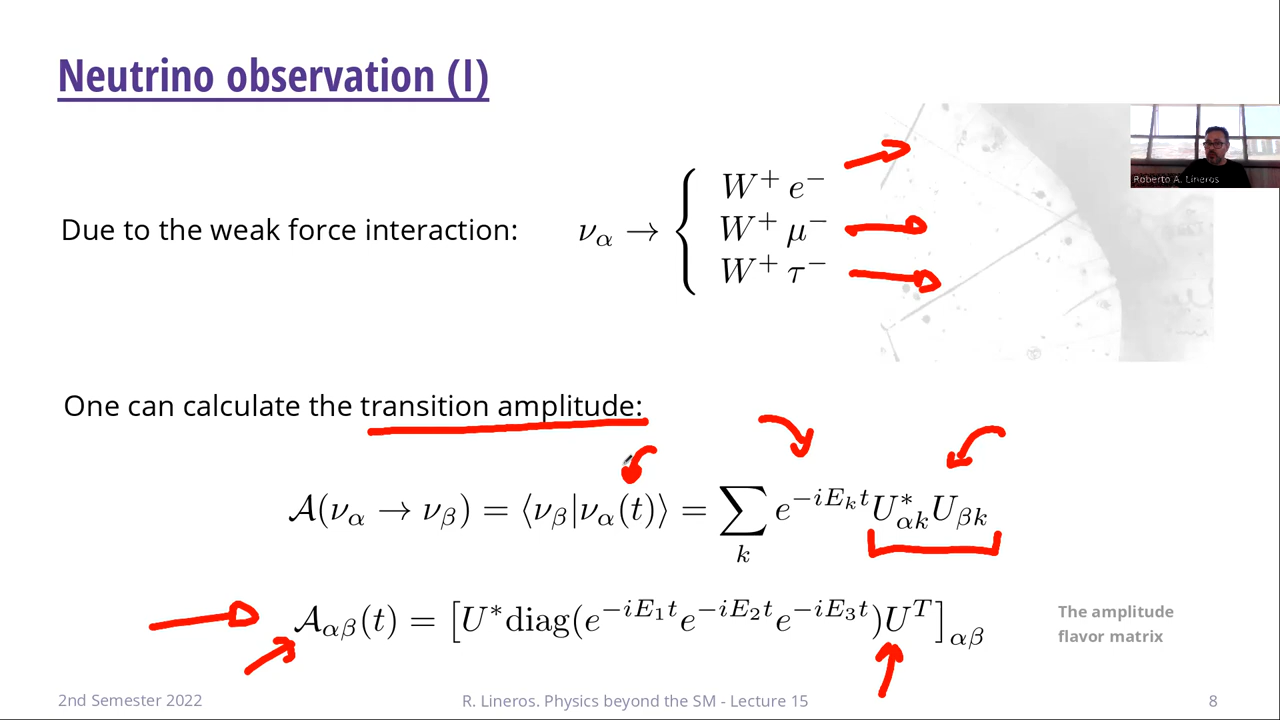 Neutrino observation (I)
Roberto A. Lineros
Due to the weak force interaction: ν_α → { W⁺ e⁻
W⁺ μ⁻
W⁺ τ⁻
One can calculate the transition amplitude:
𝒜(ν_α → ν_β) = ⟨ν_β|ν_α(t)⟩ = ∑_k e^{−iE_k t} U*_{αk} U_{βk}
𝒜_{αβ}(t) = [U* diag(e^{−iE_1 t} e^{−iE_2 t} e^{−iE_3 t}) U^T]_{αβ}
The amplitude
flavor matrix
2nd Semester 2022
R. Lineros. Physics beyond the SM - Lecture 15
8